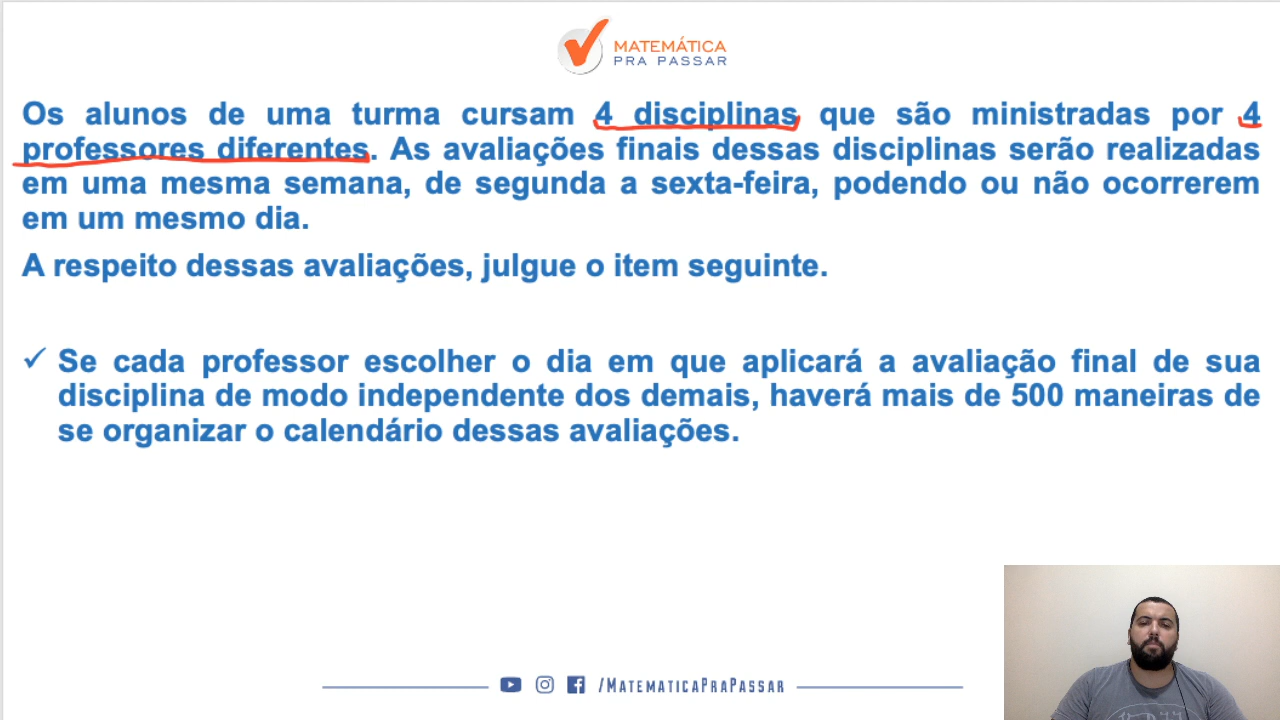 MATEMÁTICA
PRA PASSAR
Os alunos de uma turma cursam 4 disciplinas que são ministradas por 4
professores diferentes. As avaliações finais dessas disciplinas serão realizadas
em uma mesma semana, de segunda a sexta-feira, podendo ou não ocorrerem
em um mesmo dia.
A respeito dessas avaliações, julgue o item seguinte.
✓ Se cada professor escolher o dia em que aplicará a avaliação final de sua
disciplina de modo independente dos demais, haverá mais de 500 maneiras de
se organizar o calendário dessas avaliações.
/MATEMATICAPRAPASSAR